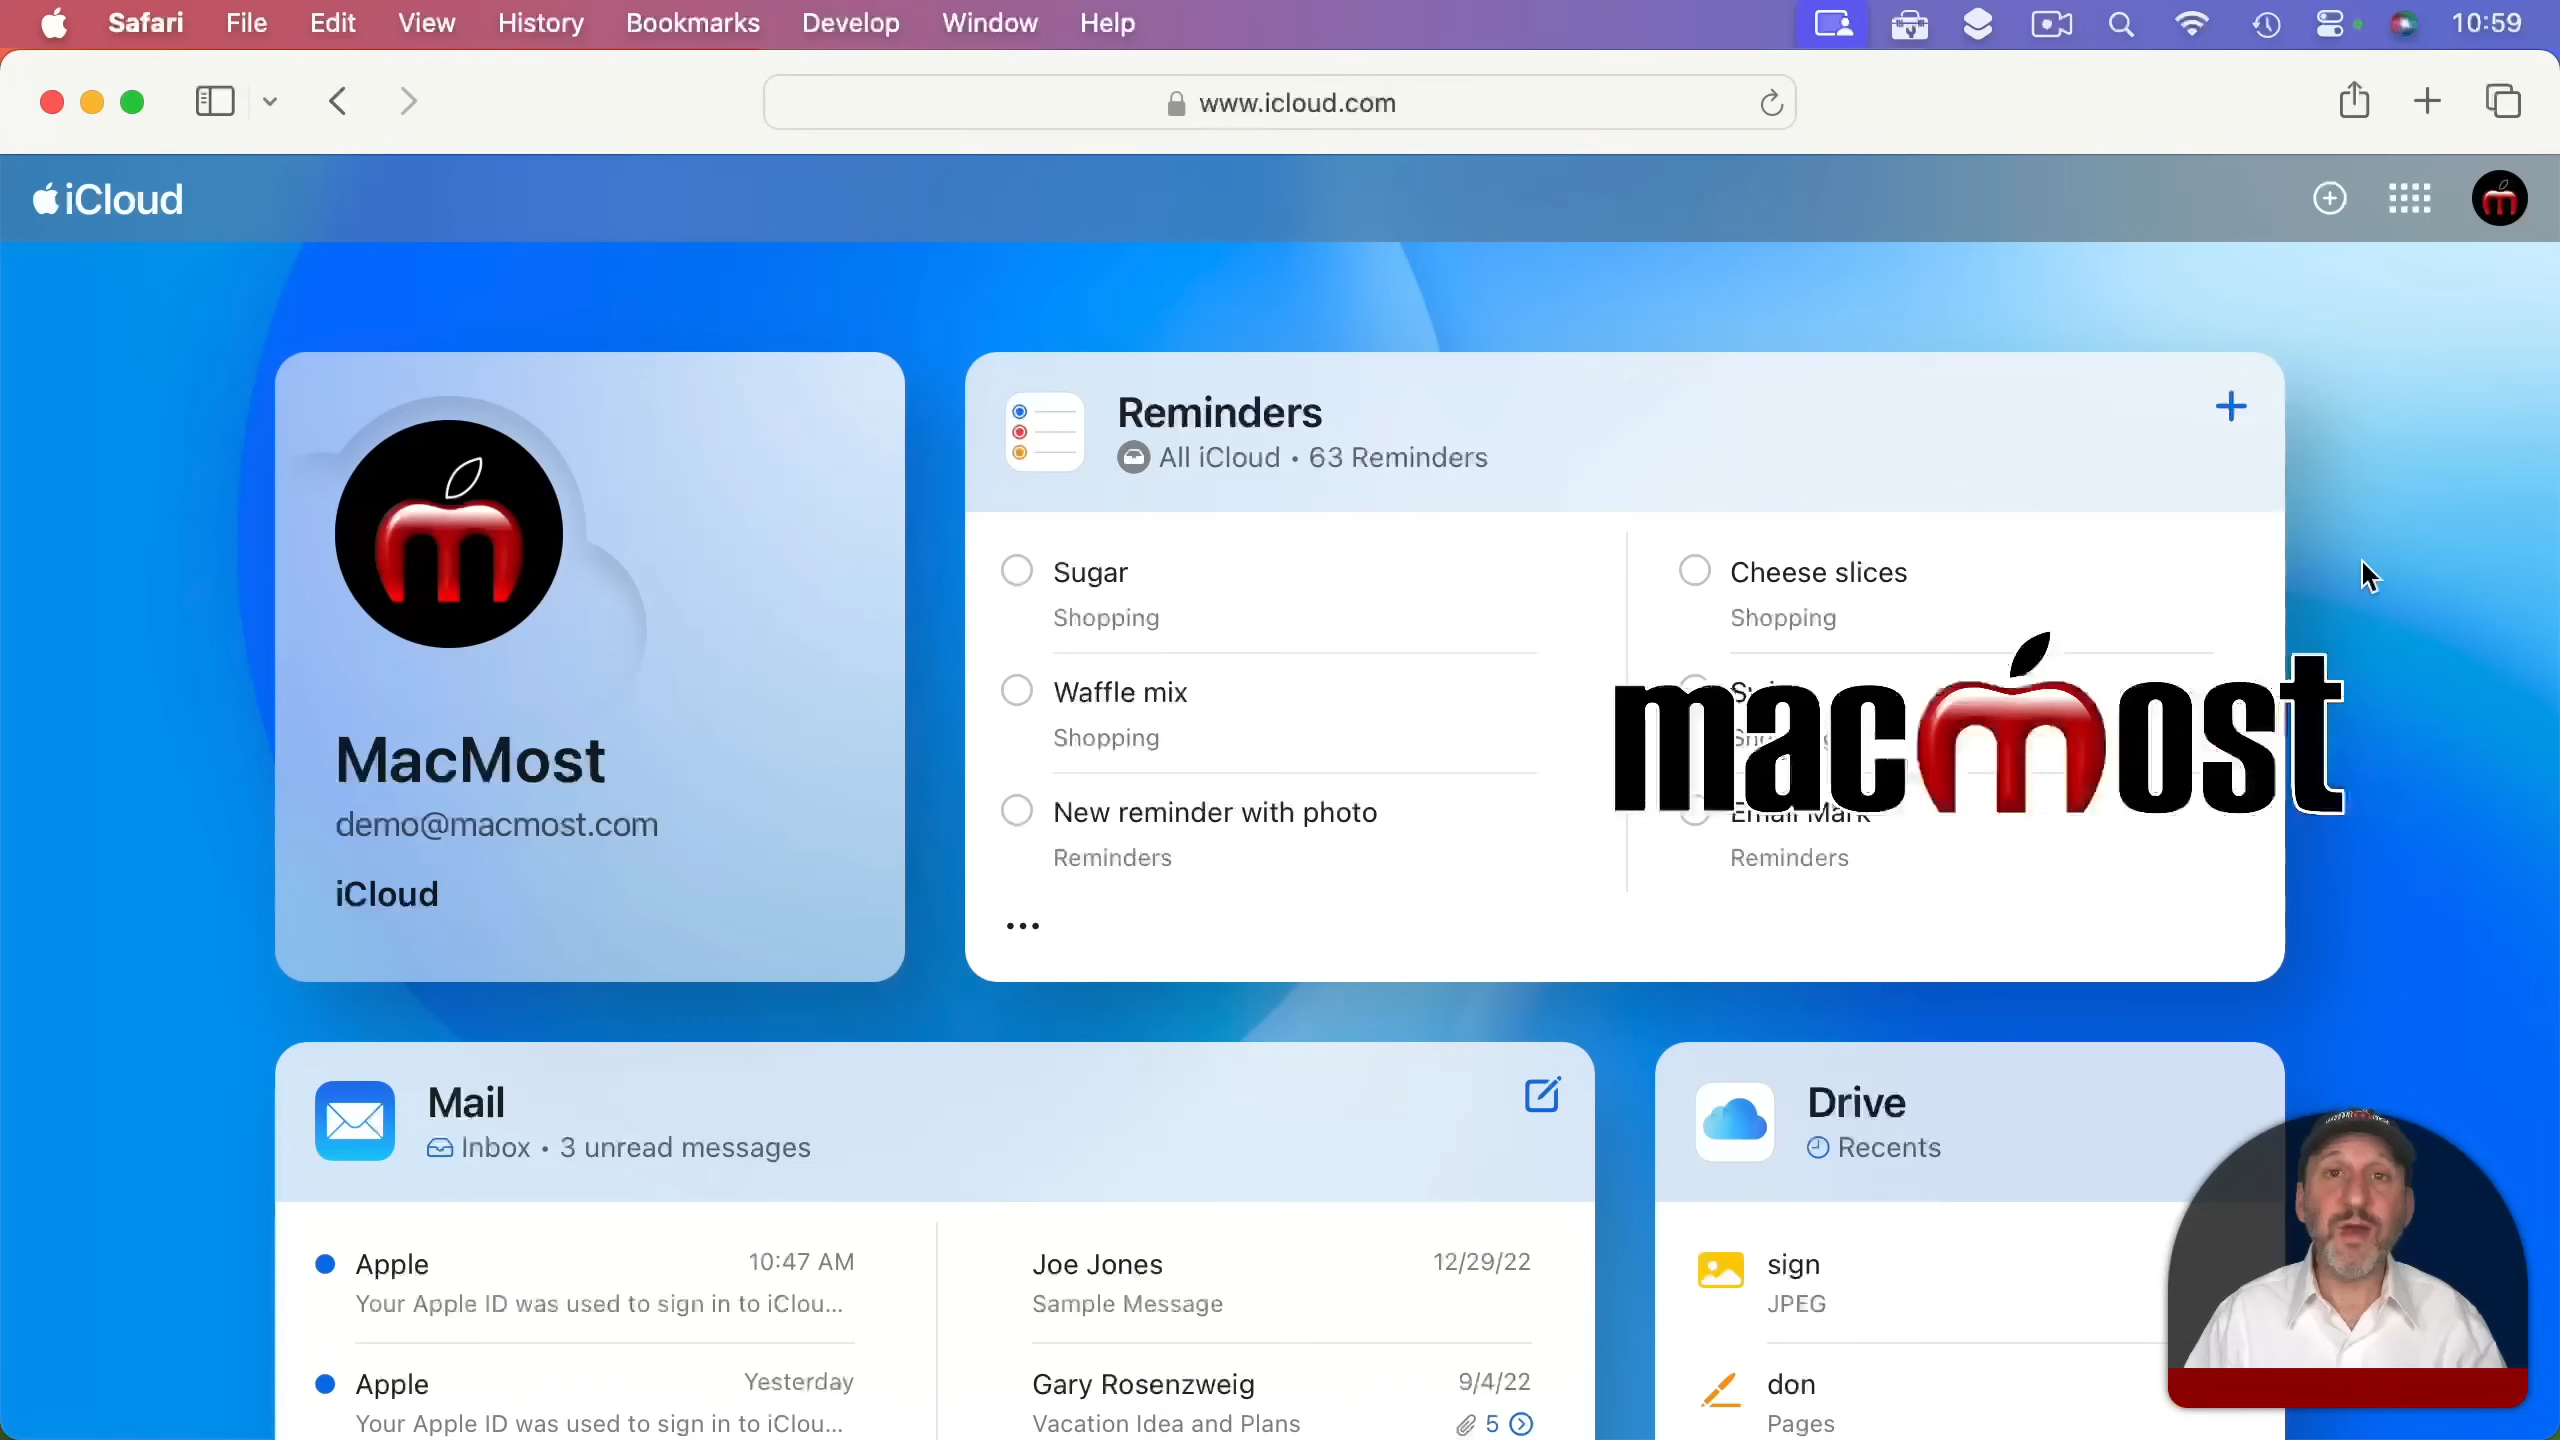 Safari File Edit View History Bookmarks Develop Window Help 10:59
www.icloud.com
iCloud
MacMost
demo@macmost.com
iCloud
Reminders
All iCloud • 63 Reminders
Sugar
Shopping
Waffle mix
Shopping
New reminder with photo
Reminders
Cheese slices
Shopping
macmost
Email Mark
Reminders
Mail
Inbox • 3 unread messages
Apple 10:47 AM
Your Apple ID was used to sign in to iClou...
Apple Yesterday
Your Apple ID was used to sign in to iClou...
Joe Jones 12/29/22
Sample Message
Gary Rosenzweig 9/4/22
Vacation Idea and Plans 5
Drive
Recents
sign
JPEG
don
Pages